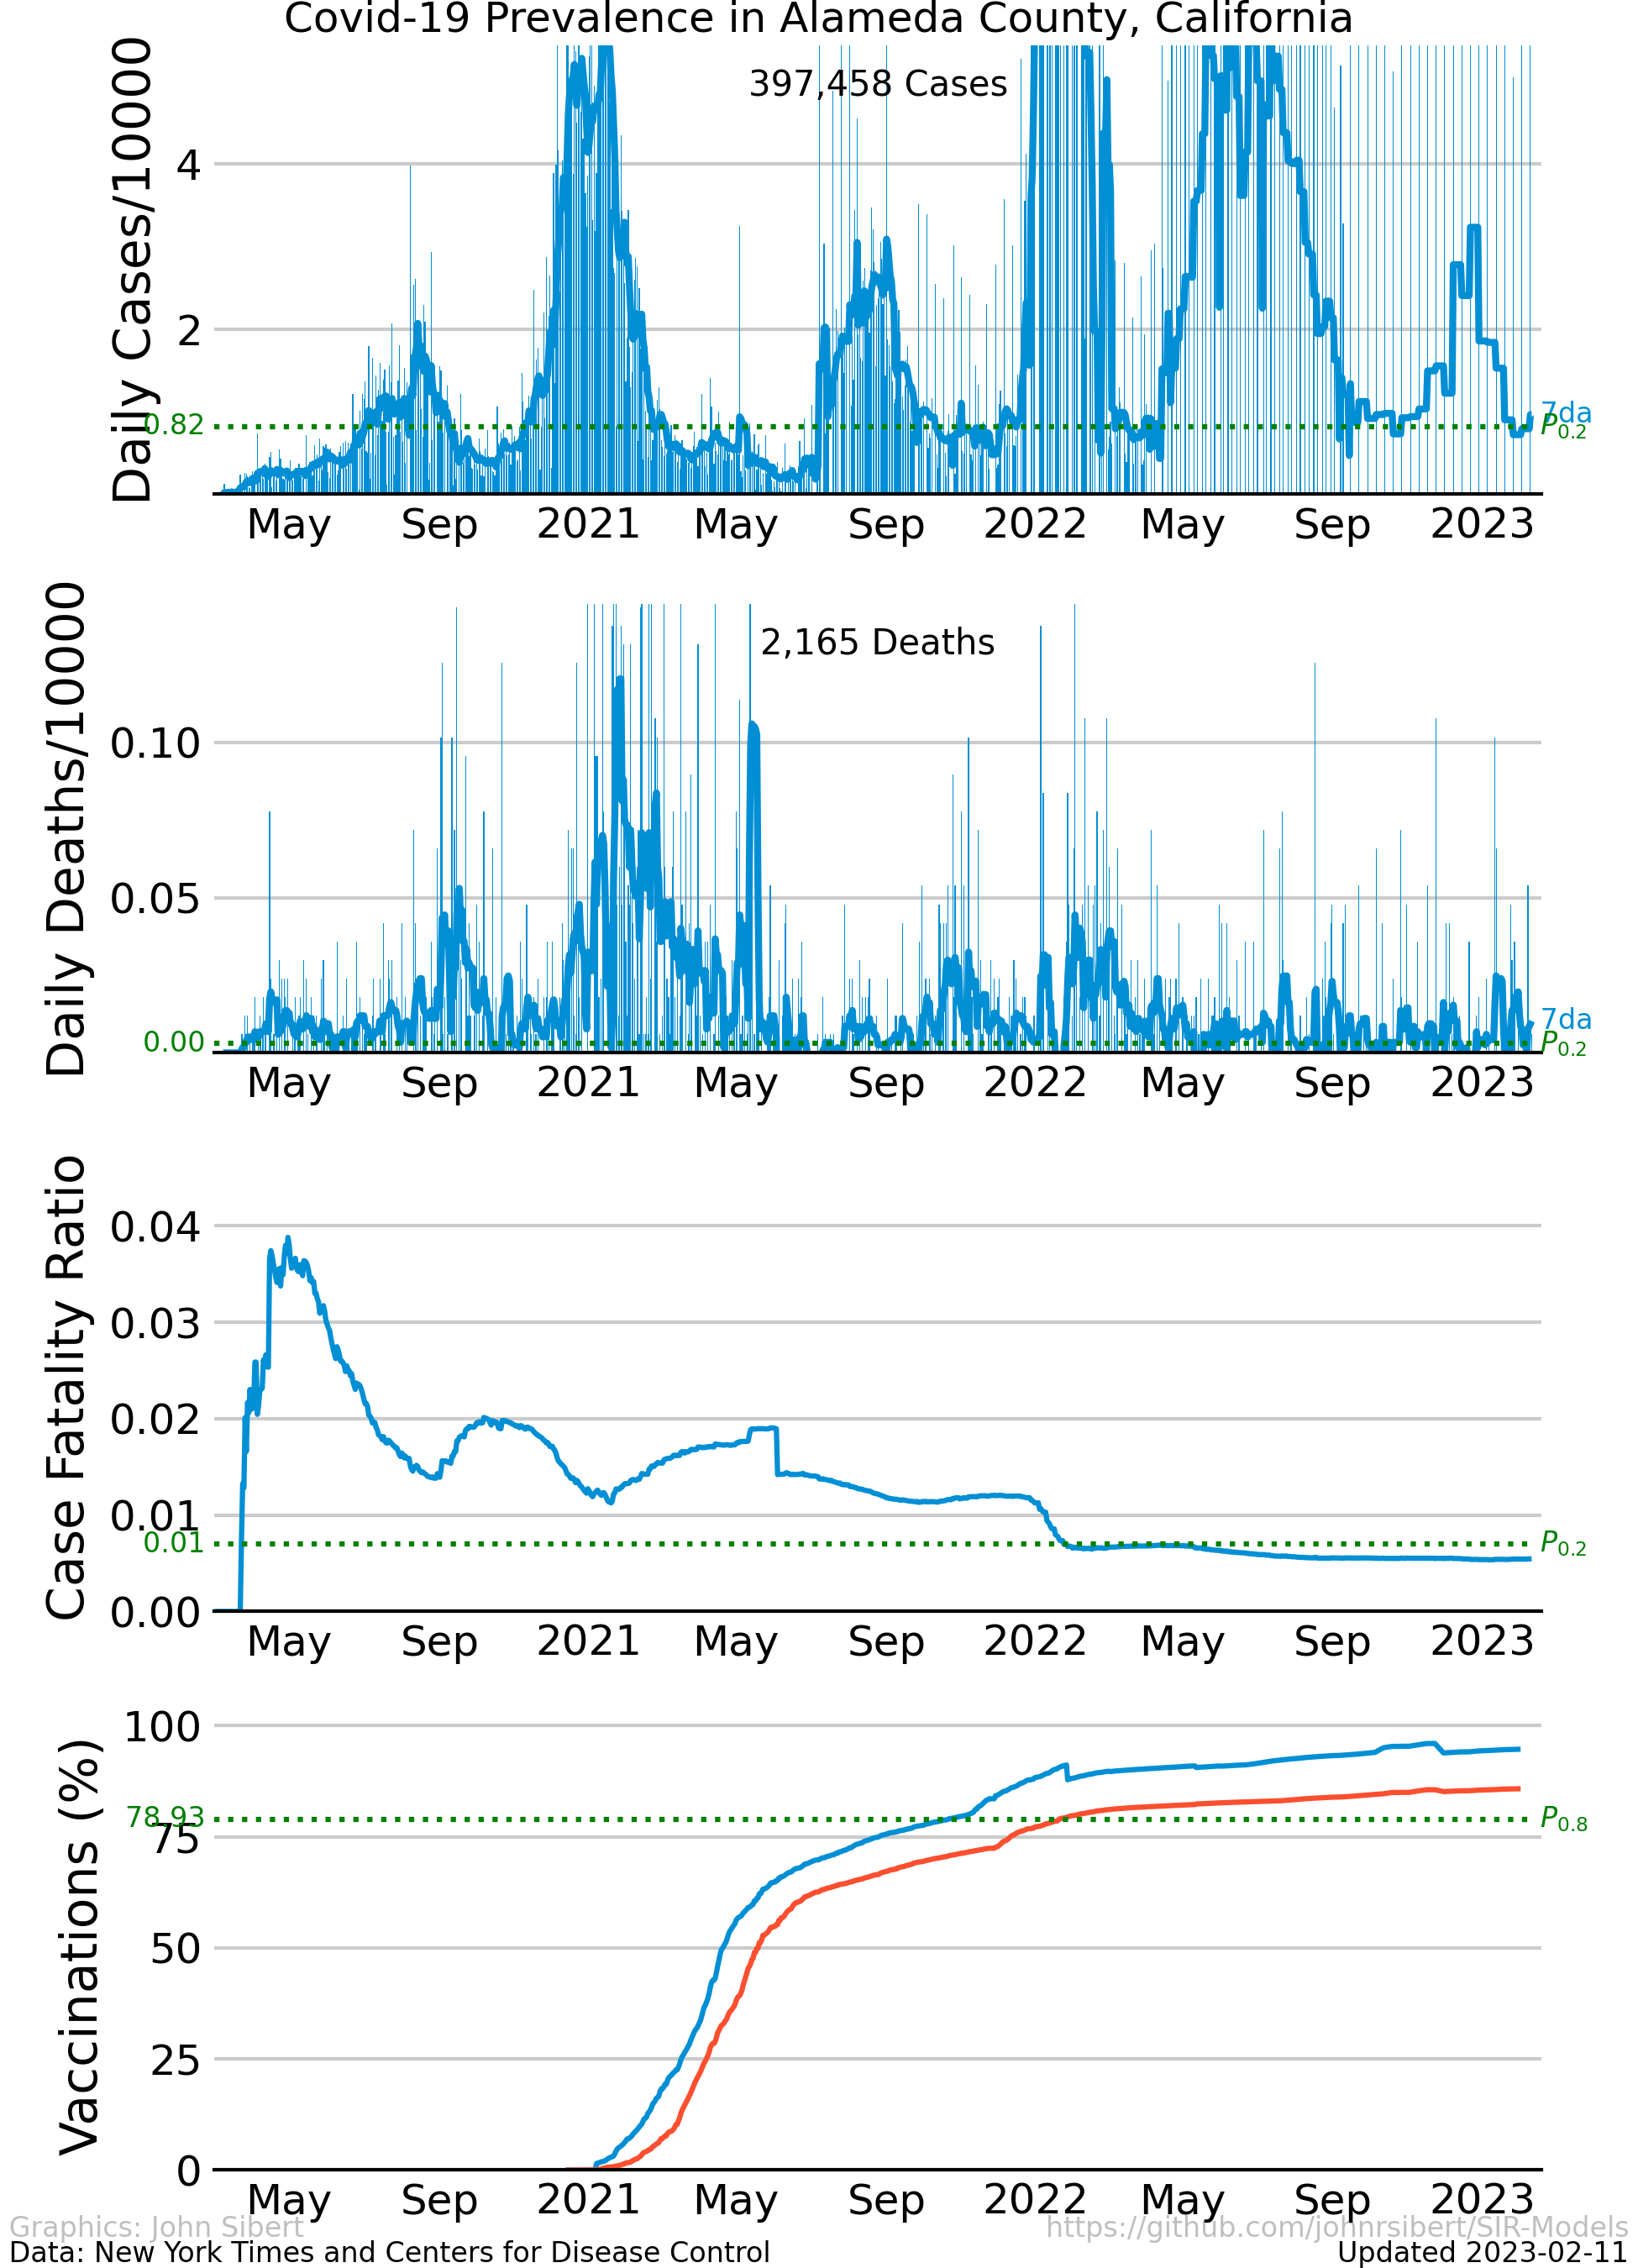 Covid-19 Prevalence in Alameda County, California
Daily Cases/10000
397,458 Cases
4
2
0.82
7da
P0.2
May Sep 2021 May Sep 2022 May Sep 2023
Daily Deaths/10000
2,165 Deaths
0.10
0.05
0.00
7da
P0.2
May Sep 2021 May Sep 2022 May Sep 2023
Case Fatality Ratio
0.04
0.03
0.02
0.01
0.01
P0.2
0.00
May Sep 2021 May Sep 2022 May Sep 2023
Vaccinations (%)
100
78.93
P0.8
75
50
25
0
May Sep 2021 May Sep 2022 May Sep 2023
Graphics: John Sibert https://github.com/johnrsibert/SIR-Models
Data: New York Times and Centers for Disease Control Updated 2023-02-11